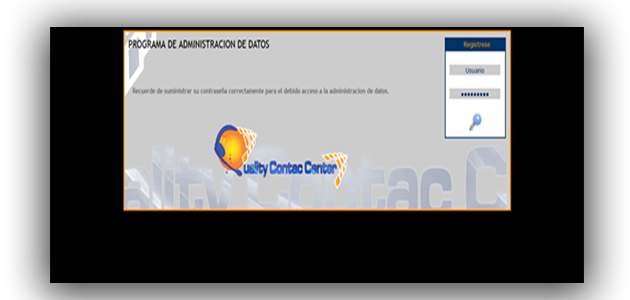 PROGRAMA DE ADMINISTRACION DE DATOS
Registrese
Usuario
•••••••••
Recuerde de suministrar su contraseña correctamente para el debido acceso a la administracion de datos.
Quality Contac Center
uality Contac C